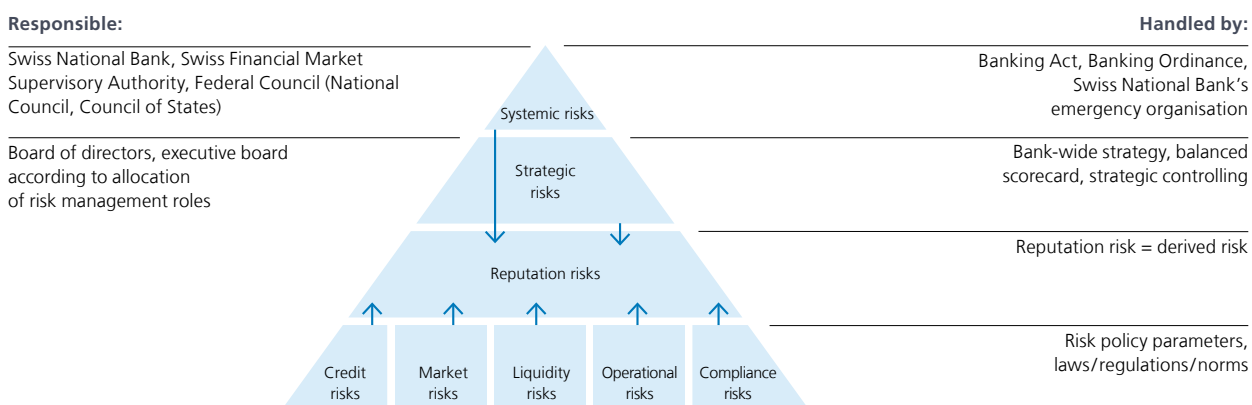 Responsible:
Handled by:
Swiss National Bank, Swiss Financial Market
Supervisory Authority, Federal Council (National
Council, Council of States)
Banking Act, Banking Ordinance,
Swiss National Bank’s
emergency organisation
Systemic risks
Board of directors, executive board
according to allocation
of risk management roles
Strategic
risks
Bank-wide strategy, balanced
scorecard, strategic controlling
Reputation risks
Reputation risk = derived risk
Credit
risks
Market
risks
Liquidity
risks
Operational
risks
Compliance
risks
Risk policy parameters,
laws/regulations/norms